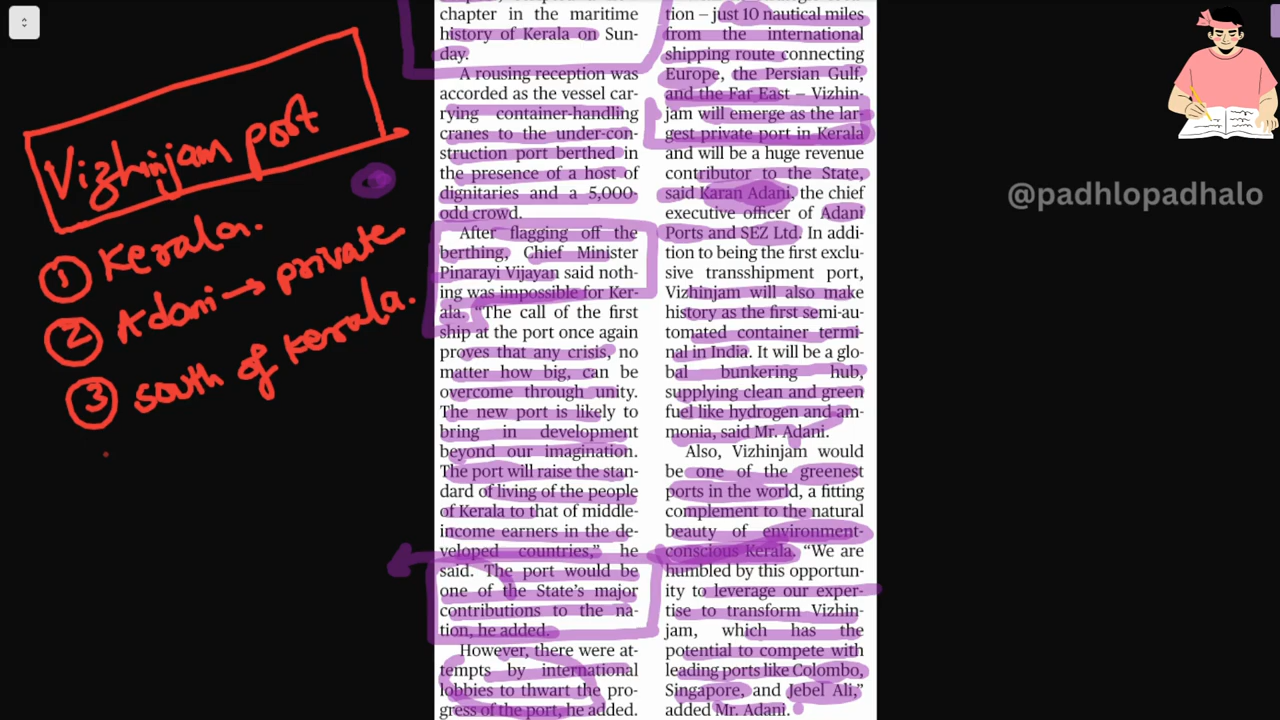 Vizhinjam port
① Kerala.
② Adani → private
③ south of Kerala.
chapter in the maritime
history of Kerala on Sun-
day.
A rousing reception was
accorded as the vessel car-
rying container-handling
cranes to the under-con-
struction port berthed in
the presence of a host of
dignitaries and a 5,000-
odd crowd.
After flagging off the
berthing, Chief Minister
Pinarayi Vijayan said noth-
ing was impossible for Ker-
ala. “The call of the first
ship at the port once again
proves that any crisis, no
matter how big, can be
overcome through unity.
The new port is likely to
bring in development
beyond our imagination.
The port will raise the stan-
dard of living of the people
of Kerala to that of middle-
income earners in the de-
veloped countries,” he
said. The port would be
one of the State’s major
contributions to the na-
tion, he added.
However, there were at-
tempts by international
lobbies to thwart the pro-
gress of the port, he added.
tion – just 10 nautical miles
from the international
shipping route connecting
Europe, the Persian Gulf,
and the Far East – Vizhin-
jam will emerge as the lar-
gest private port in Kerala
and will be a huge revenue
contributor to the State,
said Karan Adani, the chief
executive officer of Adani
Ports and SEZ Ltd. In addi-
tion to being the first exclu-
sive transshipment port,
Vizhinjam will also make
history as the first semi-au-
tomated container termi-
nal in India. It will be a glo-
bal bunkering hub,
supplying clean and green
fuel like hydrogen and am-
monia, said Mr. Adani.
Also, Vizhinjam would
be one of the greenest
ports in the world, a fitting
complement to the natural
beauty of environment-
conscious Kerala. “We are
humbled by this opportun-
ity to leverage our exper-
tise to transform Vizhin-
jam, which has the
potential to compete with
leading ports like Colombo,
Singapore, and Jebel Ali,”
added Mr. Adani.
@padhlopadhalo